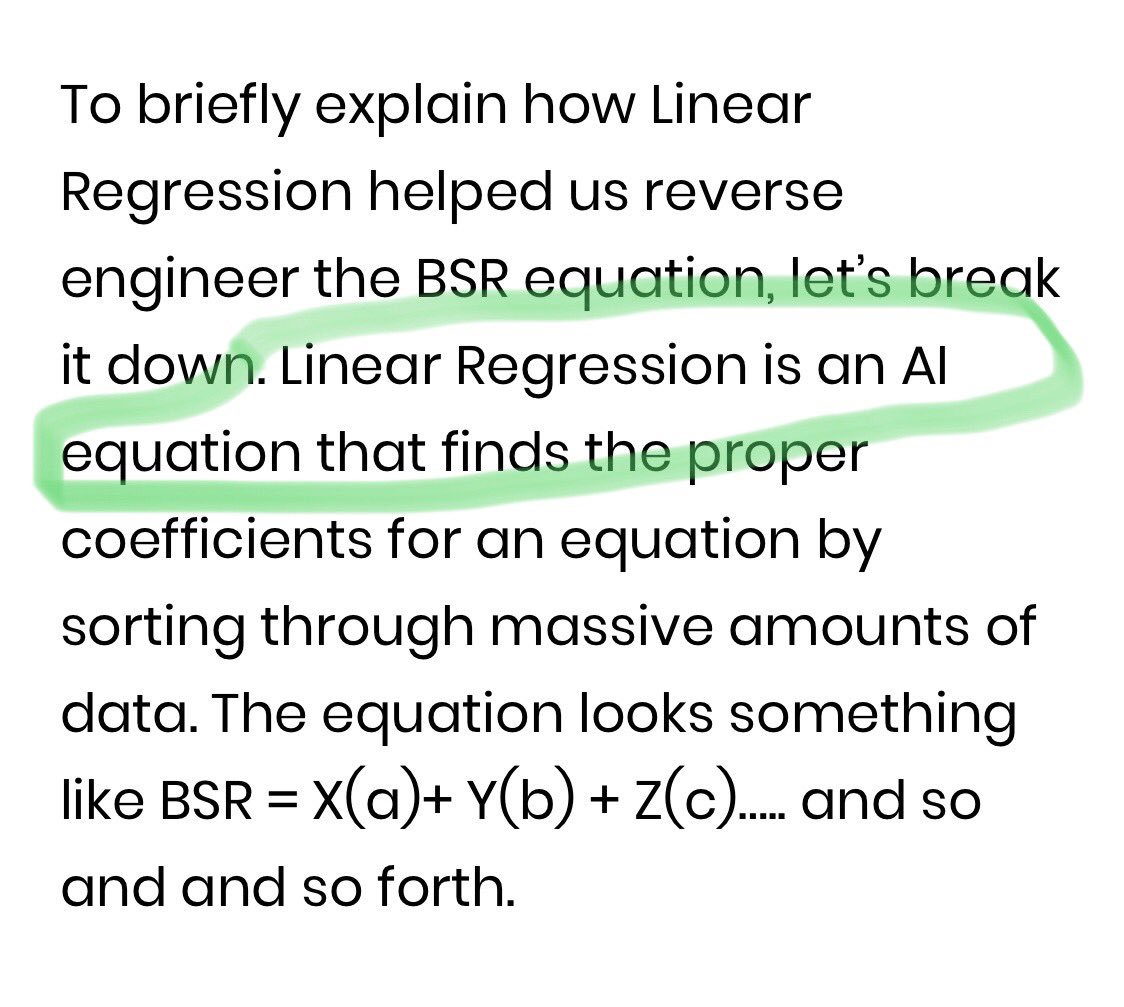 To briefly explain how Linear
Regression helped us reverse
engineer the BSR equation, let’s break
it down. Linear Regression is an AI
equation that finds the proper
coefficients for an equation by
sorting through massive amounts of
data. The equation looks something
like BSR = X(a)+ Y(b) + Z(c)..... and so
and and so forth.